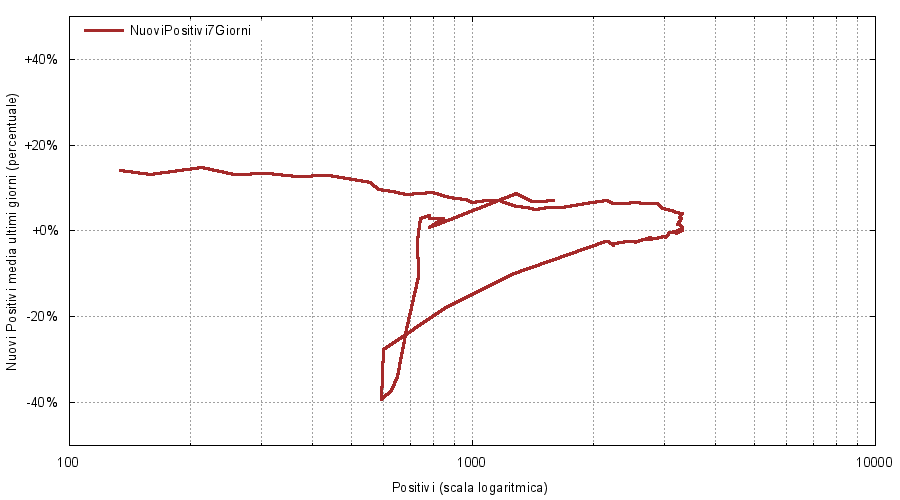 NuoviPositivi7Giorni
+40%
+20%
+0%
-20%
-40%
Nuovi Positivi media ultimi giorni (percentuale)
100
1000
10000
Positivi (scala logaritmica)